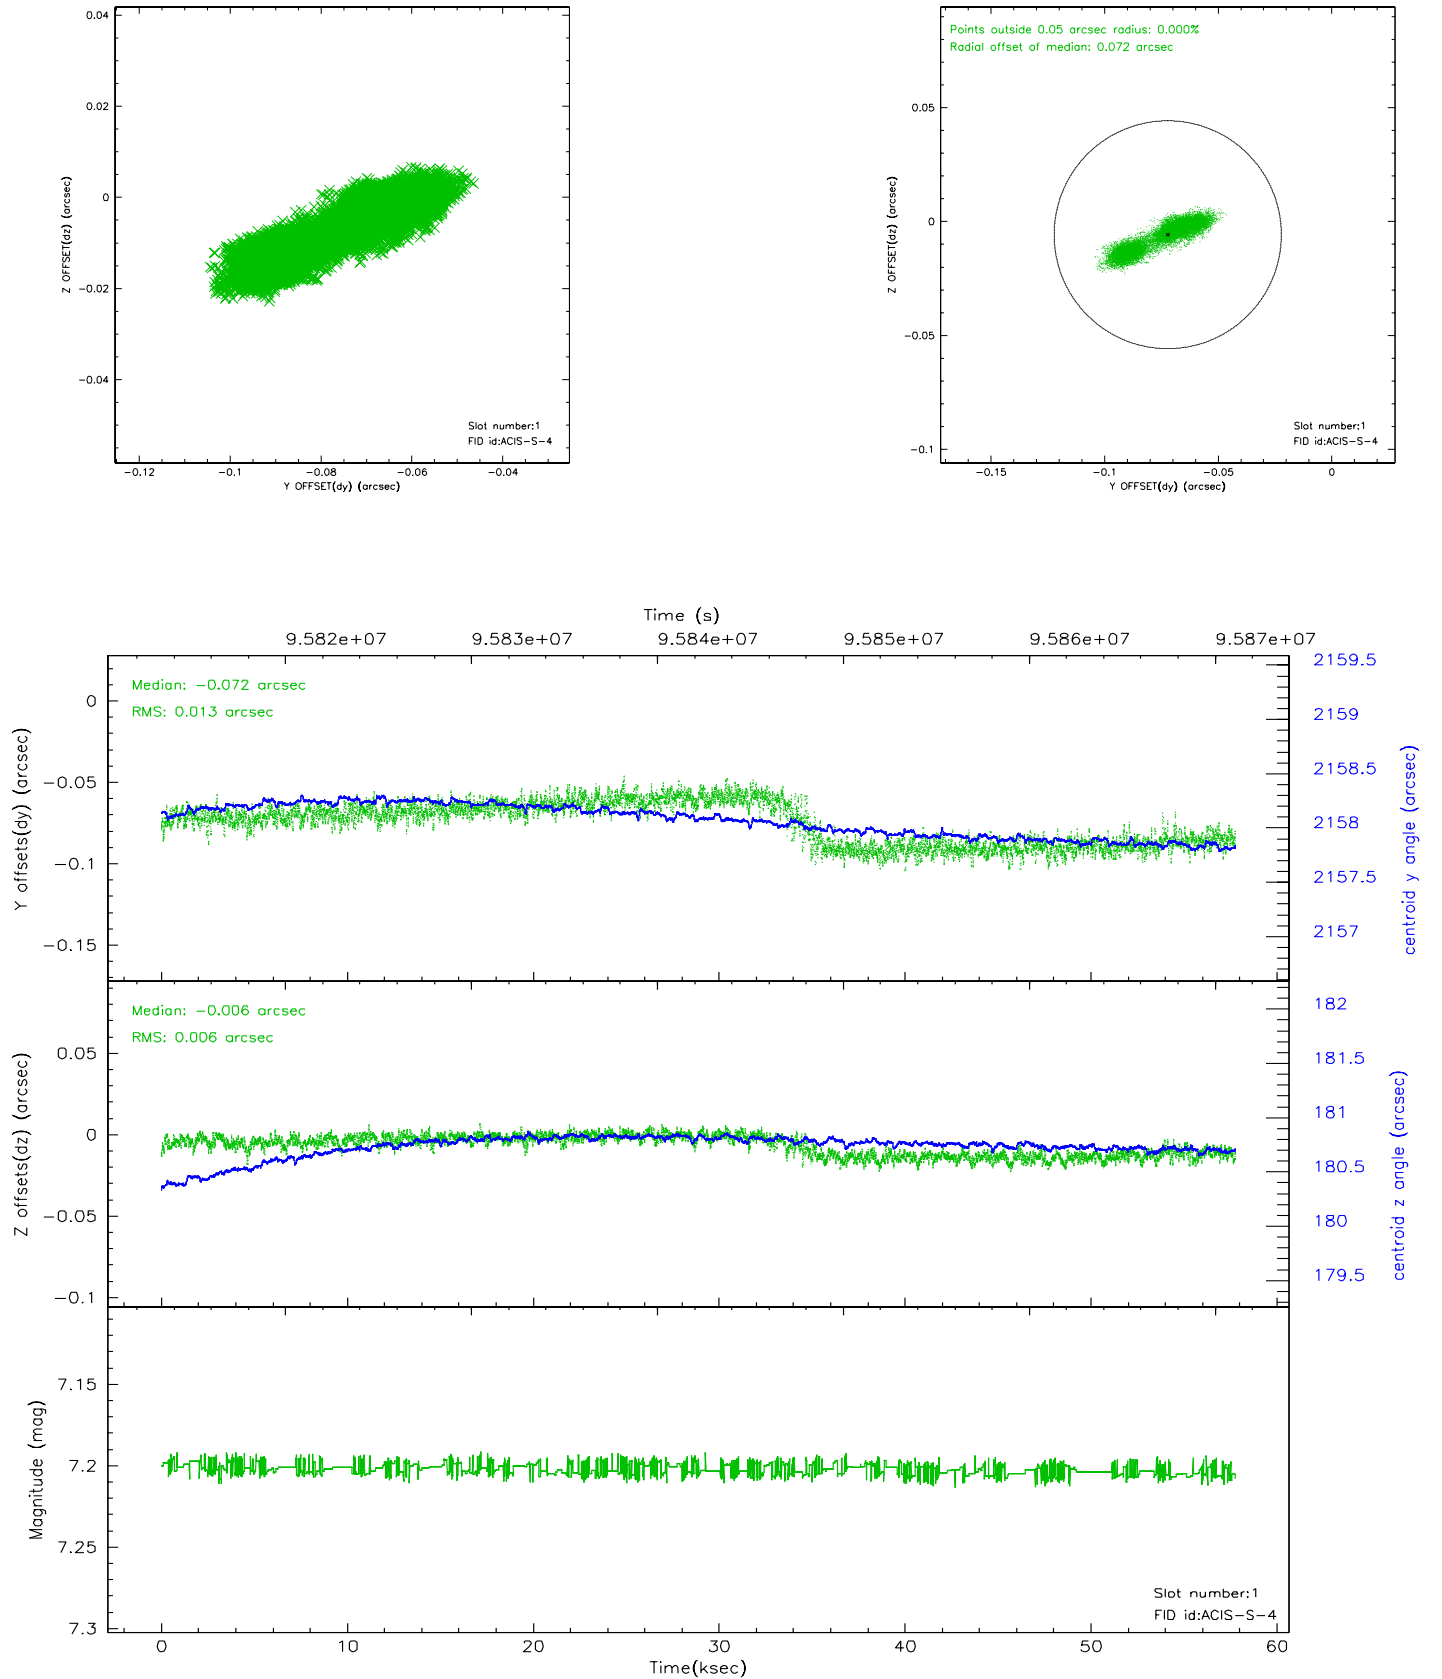 0.04
0.02
0
−0.02
−0.04
Z OFFSET(dz) (arcsec)
Slot number:1
FID id:ACIS−S−4
−0.12 −0.1 −0.08 −0.06 −0.04
Y OFFSET(dy) (arcsec)
Points outside 0.05 arcsec radius: 0.000%
Radial offset of median: 0.072 arcsec
0.05
0
−0.05
−0.1
Z OFFSET(dz) (arcsec)
Slot number:1
FID id:ACIS−S−4
−0.15 −0.1 −0.05 0
Y OFFSET(dy) (arcsec)
Time (s)
9.582e+07 9.583e+07 9.584e+07 9.585e+07 9.586e+07 9.587e+07
Median: −0.072 arcsec
RMS: 0.013 arcsec
0
−0.05
−0.1
−0.15
Y offsets(dy) (arcsec)
2159.5
2159
2158.5
2158
2157.5
2157
centroid y angle (arcsec)
Median: −0.006 arcsec
RMS: 0.006 arcsec
0.05
0
−0.05
−0.1
Z offsets(dz) (arcsec)
182
181.5
181
180.5
180
179.5
centroid z angle (arcsec)
7.15
7.2
7.25
7.3
Magnitude (mag)
Slot number:1
FID id:ACIS−S−4
0 10 20 30 40 50 60
Time(ksec)